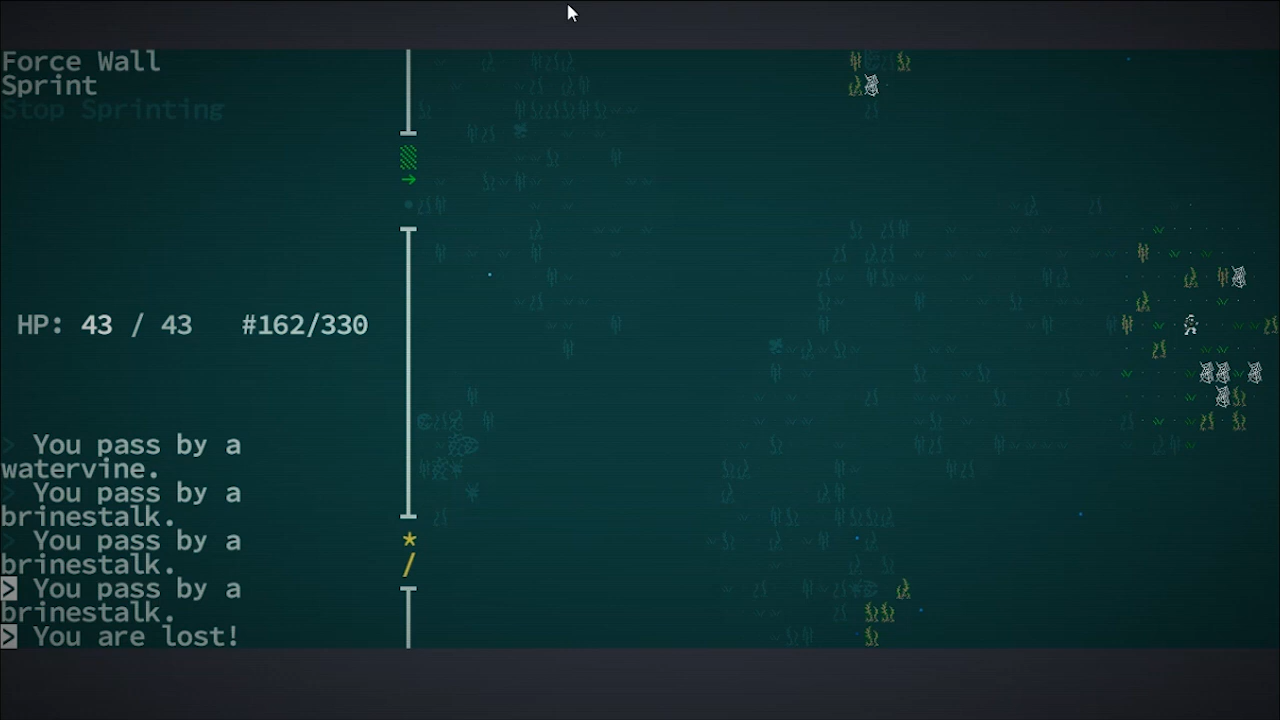 Force Wall
Sprint
Stop Sprinting
HP: 43 / 43 #162/330
> You pass by a
watervine.
> You pass by a
brinestalk.
> You pass by a
brinestalk.
> You pass by a
brinestalk.
> You are lost!